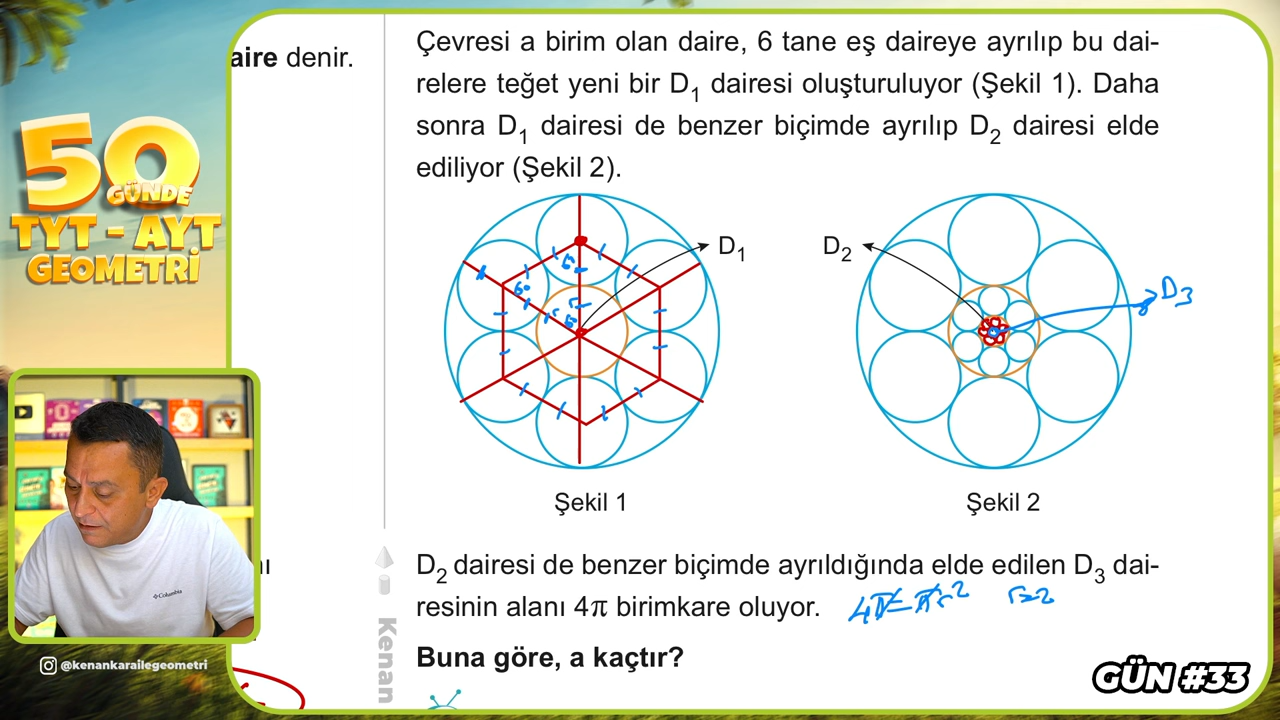 aire denir.
Çevresi a birim olan daire, 6 tane eş daireye ayrılıp bu dai-
relere teğet yeni bir D1 dairesi oluşturuluyor (Şekil 1). Daha
sonra D1 dairesi de benzer biçimde ayrılıp D2 dairesi elde
ediliyor (Şekil 2).
50
GÜNDE
TYT - AYT
GEOMETRİ
D1
D2
D3
60
r
r
60
Şekil 1
Şekil 2
D2 dairesi de benzer biçimde ayrıldığında elde edilen D3 dai-
resinin alanı 4π birimkare oluyor.
4π=πr² r=2
Buna göre, a kaçtır?
Kenan
Columbia
@kenankarailegeometri
GÜN #33